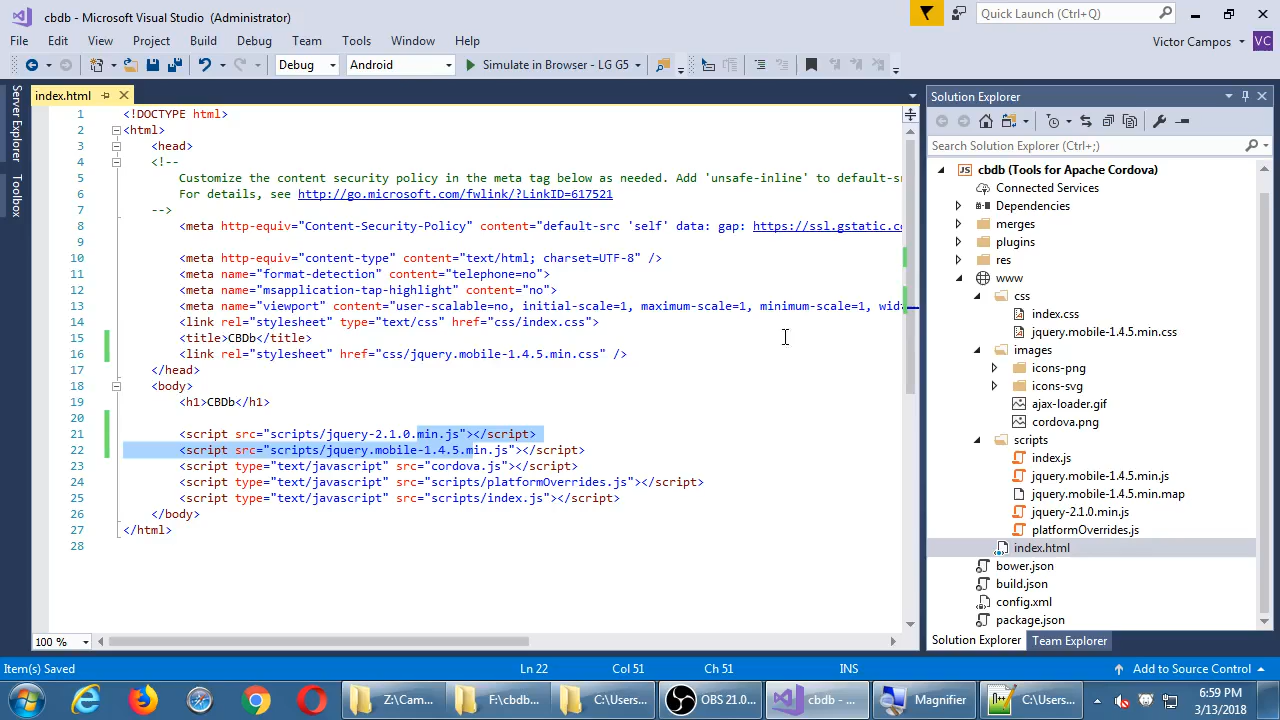 cbdb - Microsoft Visual Studio (Administrator)
Quick Launch (Ctrl+Q)
File Edit View Project Build Debug Team Tools Window Help
Victor Campos VC
Debug Android Simulate in Browser - LG G5
Server Explorer
Toolbox
index.html
1 <!DOCTYPE html>
2 <html>
3 <head>
4 <!--
5 Customize the content security policy in the meta tag below as needed. Add 'unsafe-inline' to default-sr
6 For details, see http://go.microsoft.com/fwlink/?LinkID=617521
7 -->
8 <meta http-equiv="Content-Security-Policy" content="default-src 'self' data: gap: https://ssl.gstatic.co
9
10 <meta http-equiv="content-type" content="text/html; charset=UTF-8" />
11 <meta name="format-detection" content="telephone=no">
12 <meta name="msapplication-tap-highlight" content="no">
13 <meta name="viewport" content="user-scalable=no, initial-scale=1, maximum-scale=1, minimum-scale=1, wid
14 <link rel="stylesheet" type="text/css" href="css/index.css">
15 <title>CBDb</title>
16 <link rel="stylesheet" href="css/jquery.mobile-1.4.5.min.css" />
17 </head>
18 <body>
19 <h1>CBDb</h1>
20
21 <script src="scripts/jquery-2.1.0.min.js"></script>
22 <script src="scripts/jquery.mobile-1.4.5.min.js"></script>
23 <script type="text/javascript" src="cordova.js"></script>
24 <script type="text/javascript" src="scripts/platformOverrides.js"></script>
25 <script type="text/javascript" src="scripts/index.js"></script>
26 </body>
27 </html>
28
100 %
Solution Explorer
Search Solution Explorer (Ctrl+;)
cbdb (Tools for Apache Cordova)
Connected Services
Dependencies
merges
plugins
res
www
css
index.css
jquery.mobile-1.4.5.min.css
images
icons-png
icons-svg
ajax-loader.gif
cordova.png
scripts
index.js
jquery.mobile-1.4.5.min.js
jquery.mobile-1.4.5.min.map
jquery-2.1.0.min.js
platformOverrides.js
index.html
bower.json
build.json
config.xml
package.json
Solution Explorer Team Explorer
Item(s) Saved Ln 22 Col 51 Ch 51 INS Add to Source Control
Z:\Cam... F:\cbdb... C:\Users... OBS 21.0... cbdb - ... Magnifier C:\Users...
6:59 PM
3/13/2018